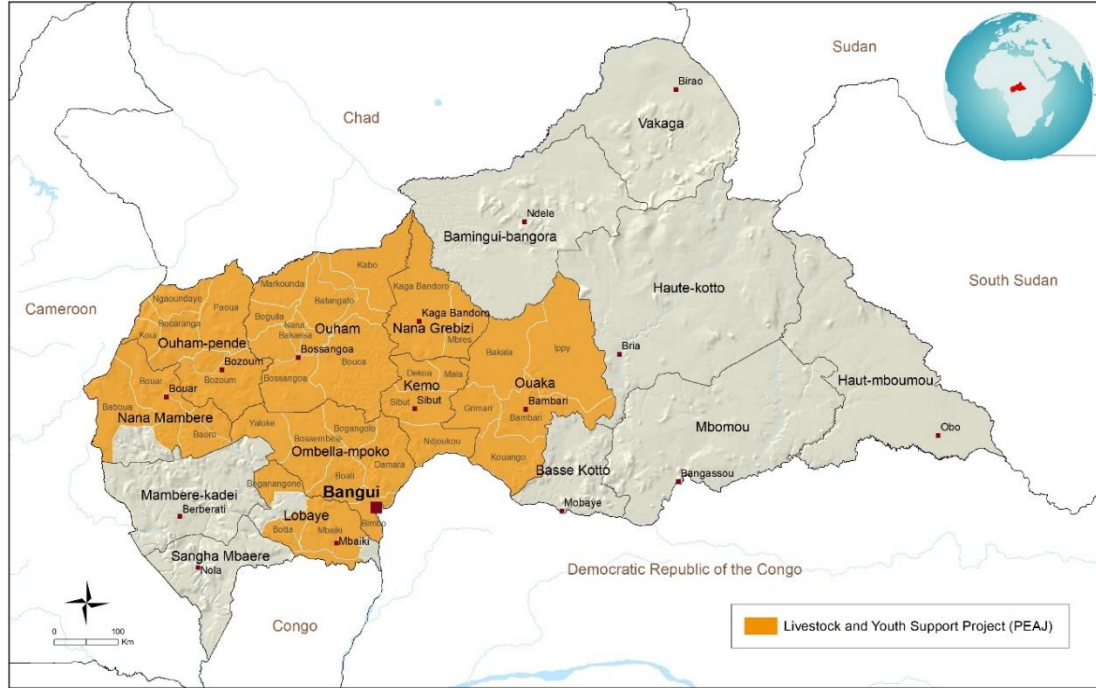 Sudan
Birao
Chad
Vakaga
Ndele
Bamingui-bangora
Kabo
South Sudan
Ngaoundaye
Markounda
Kaga Bandoro
Haute-kotto
Cameroon
Paoua
Batangafo
Bocaranga
Boguila
Nana
Kaga Bandoro
Koui
Ouham
Nana Grebizi
Ouham-pende
Bakassa
Mbres
Bakala
Ippy
Bossangoa
Bouca
Bria
Bozoum
Dekoa
Mala
Haut-mboumou
Bouar
Bozoum
Bossangoa
Kemo
Ouaka
Bouar
Sibut
Sibut
Bambari
Baboua
Grimari
Bambari
Nana Mambere
Yaloke
Bogangolo
Mbomou
Obo
Baoro
Bossembele
Ndjoukou
Ombella-mpoko
Damara
Kouango
Basse Kotto
Boali
Bangassou
Mambere-kadei
Boganangone
Bangui
Berberati
Mobaye
Lobaye
Boda
Mbaiki
Bimbo
Mbaiki
Sangha Mbaere
Nola
Democratic Republic of the Congo
Congo
0
100
Km
Livestock and Youth Support Project (PEAJ)